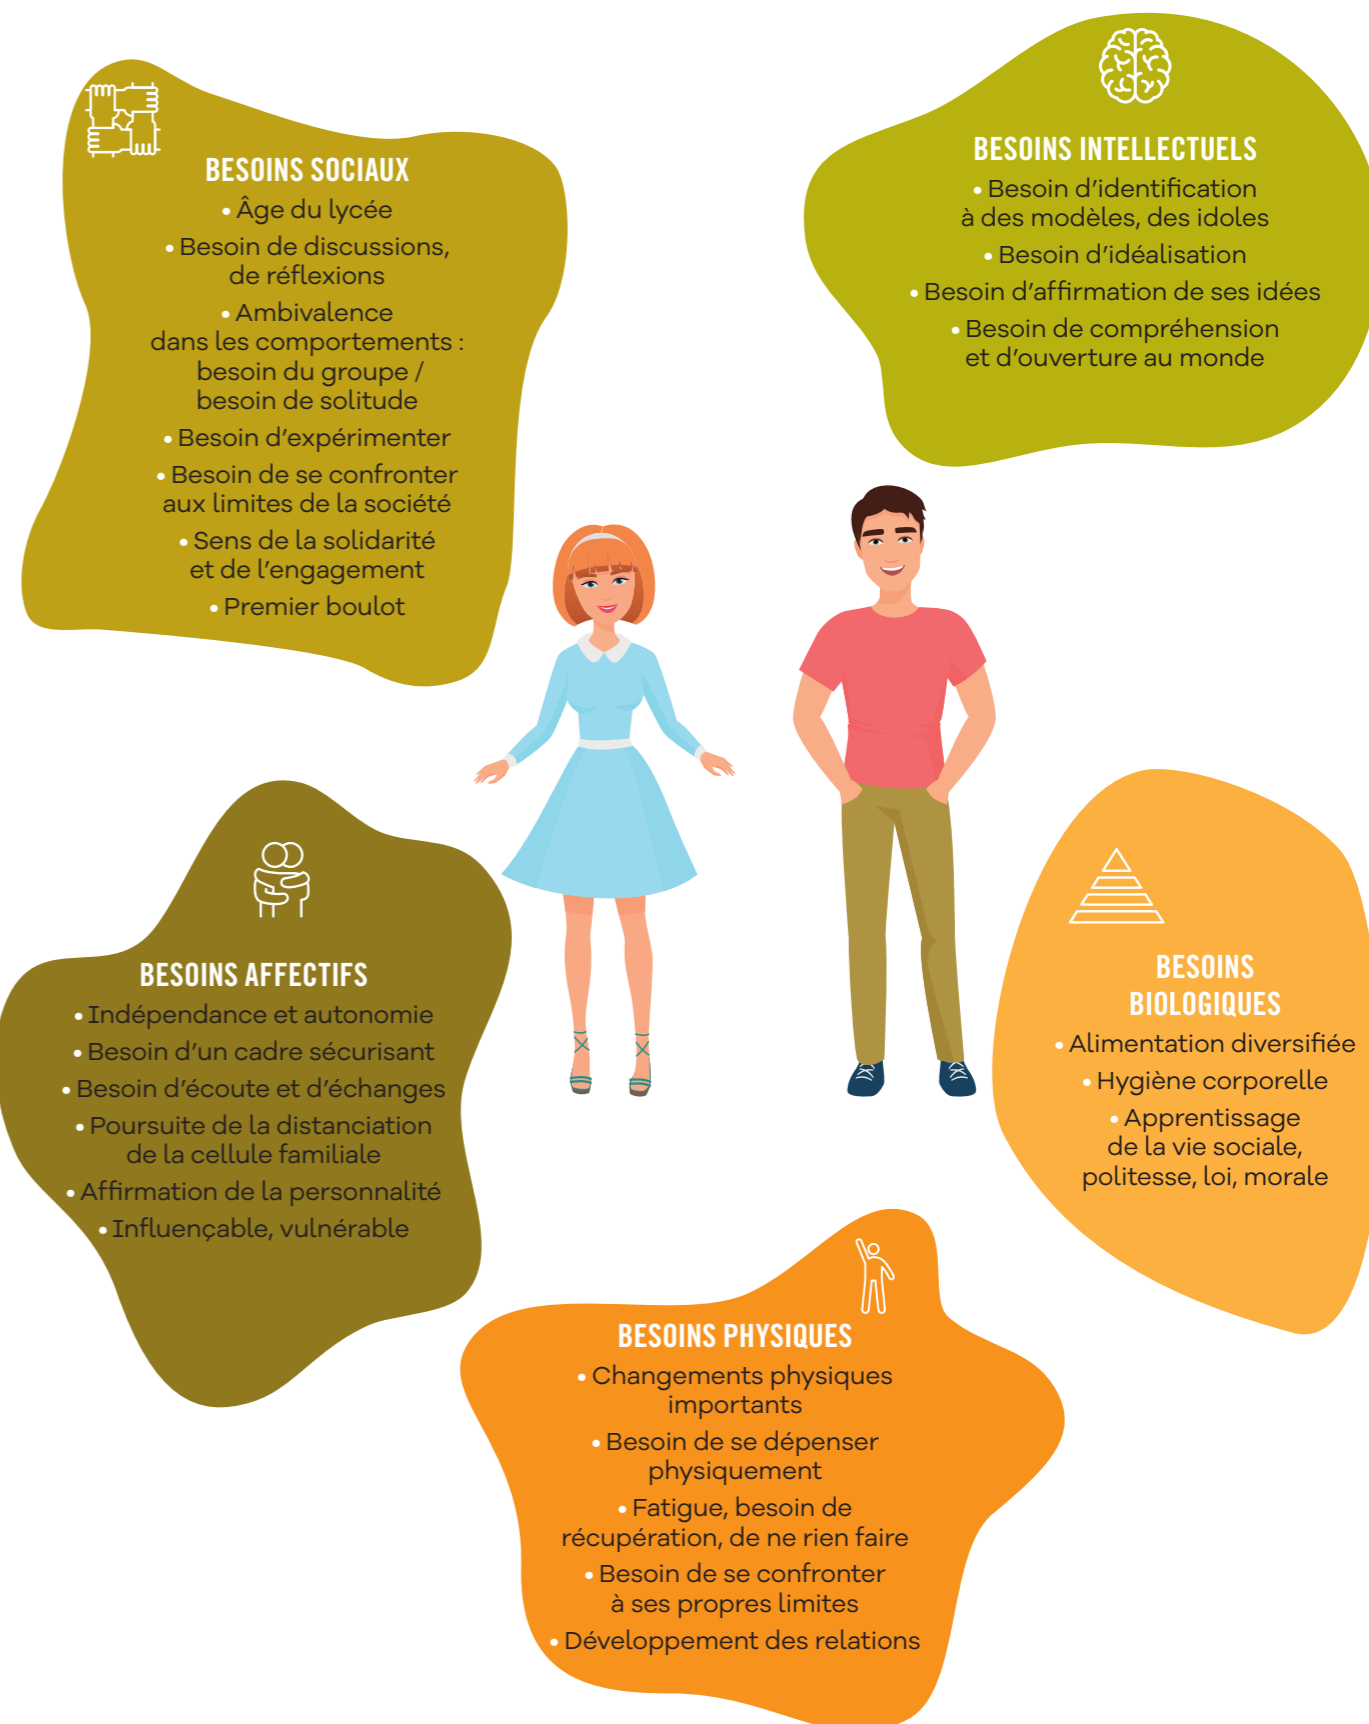 BESOINS SOCIAUX
• Âge du lycée
• Besoin de discussions,
de réflexions
• Ambivalence
dans les comportements :
besoin du groupe /
besoin de solitude
• Besoin d'expérimenter
• Besoin de se confronter
aux limites de la société
• Sens de la solidarité
et de l'engagement
• Premier boulot
BESOINS INTELLECTUELS
• Besoin d'identification
à des modèles, des idoles
• Besoin d'idéalisation
• Besoin d'affirmation de ses idées
• Besoin de compréhension
et d'ouverture au monde
BESOINS AFFECTIFS
• Indépendance et autonomie
• Besoin d'un cadre sécurisant
• Besoin d'écoute et d'échanges
• Poursuite de la distanciation
de la cellule familiale
• Affirmation de la personnalité
• Influençable, vulnérable
BESOINS
BIOLOGIQUES
• Alimentation diversifiée
• Hygiène corporelle
• Apprentissage
de la vie sociale,
politesse, loi, morale
BESOINS PHYSIQUES
• Changements physiques
importants
• Besoin de se dépenser
physiquement
• Fatigue, besoin de
récupération, de ne rien faire
• Besoin de se confronter
à ses propres limites
• Développement des relations